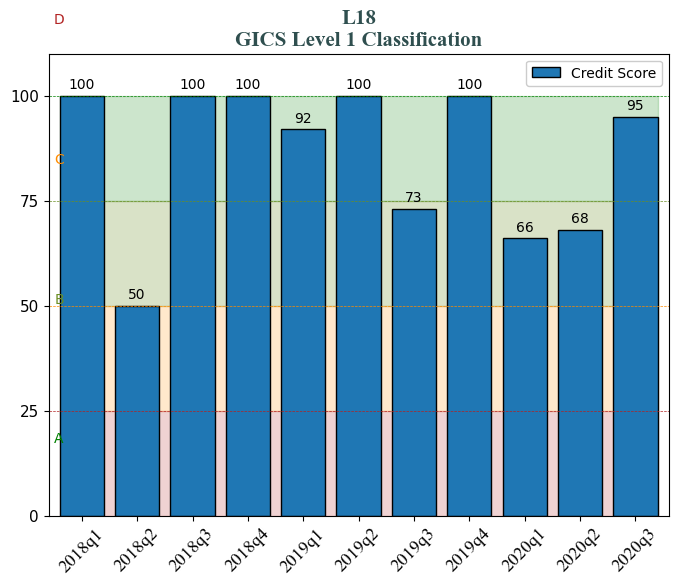 D
L18
GICS Level 1 Classification
Credit Score
100
100
100
100
100
100
92
C
95
75
73
68
66
50
B
50
25
A
0
2018q1
2018q2
2018q3
2018q4
2019q1
2019q2
2019q3
2019q4
2020q1
2020q2
2020q3